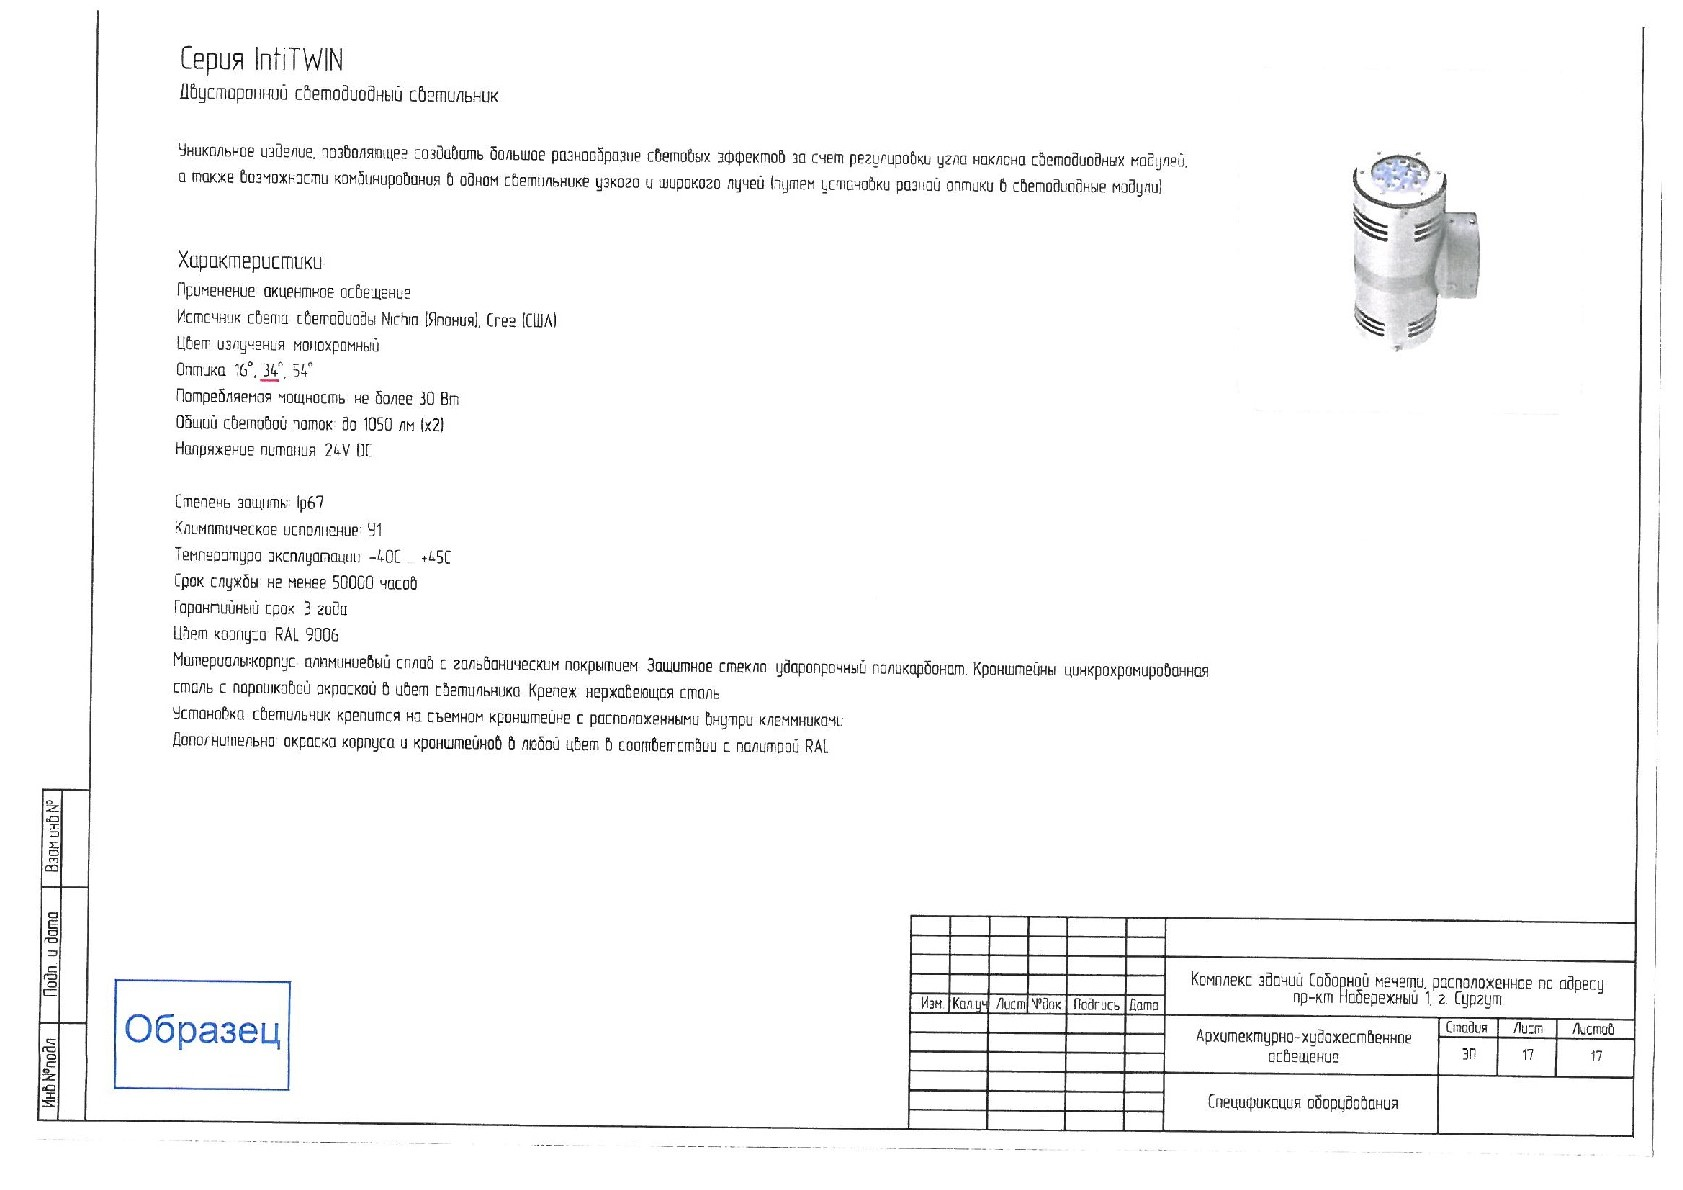 Серия IntiTWIN
Двусторонний светодиодный светильник
Уникальное изделие, позволяющее создавать большое разнообразие световых эффектов за счет регулировки угла наклона светодиодных модулей,
а также возможности комбинирования в одном светильнике узкого и широкого лучей (путем установки разной оптики в светодиодные модули)
Характеристики
Применение: акцентное освещение
Источник света: светодиоды Nichia (Япония), Cree (США)
Цвет излучения: монохромный
Оптика: 16°, 34°, 54°
Потребляемая мощность: не более 30 Вт
Общий световой поток: до 1050 лм (x2)
Напряжение питания: 24V DC
Степень защиты: Ip67
Климатическое исполнение: У1
Температура эксплуатации: -40С ... +45С
Срок службы: не менее 50000 часов
Гарантийный срок: 3 года
Цвет корпуса: RAL 9006
Материалы:корпус: алюминиевый сплав с гальваническим покрытием. Защитное стекло: ударопрочный поликарбонат. Кронштейны: цинкрохромированная
сталь с порошковой окраской в цвет светильника. Крепеж: нержавеющая сталь
Установка: светильник крепится на съемном кронштейне с расположенными внутри клеммниками
Дополнительно: окраска корпуса и кронштейнов в любой цвет в соответствии с палитрой RAL
Взам инв №
Подп. и дата
Инв №подл
Образец
Изм. Кол.уч Лист №док Подпись Дата
Комплекс зданий Соборной мечети, расположенное по адресу
пр-кт Набережный 1, г. Сургут
Архитектурно-художественное
освещение
Стадия Лист Листов
ЭП 17 17
Спецификация оборудования